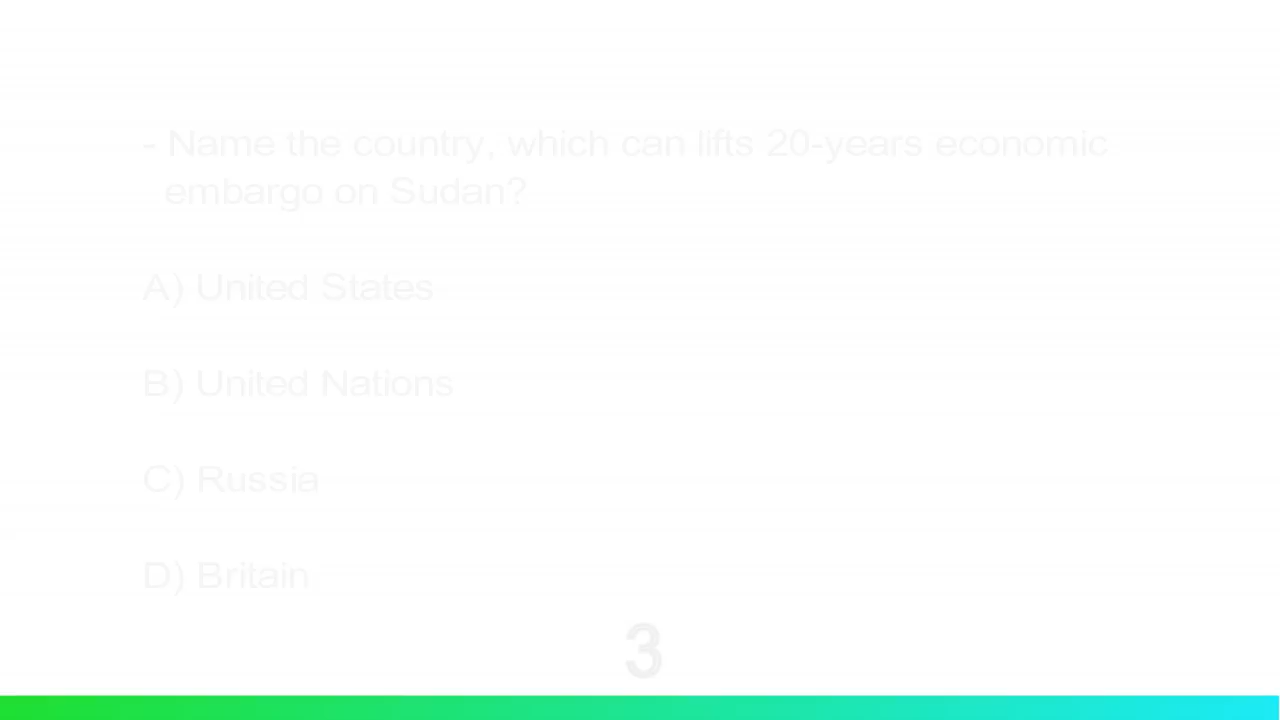 - Name the country, which can lifts 20-years economic
embargo on Sudan?
A) United States
B) United Nations
C) Russia
D) Britain
3